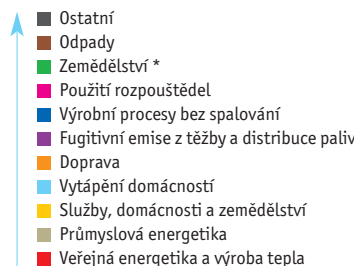 Ostatní
Odpady
Zemědělství *
Použití rozpouštědel
Výrobní procesy bez spalování
Fugitivní emise z těžby a distribuce paliv
Doprava
Vytápění domácností
Služby, domácnosti a zemědělství
Průmyslová energetika
Veřejná energetika a výroba tepla